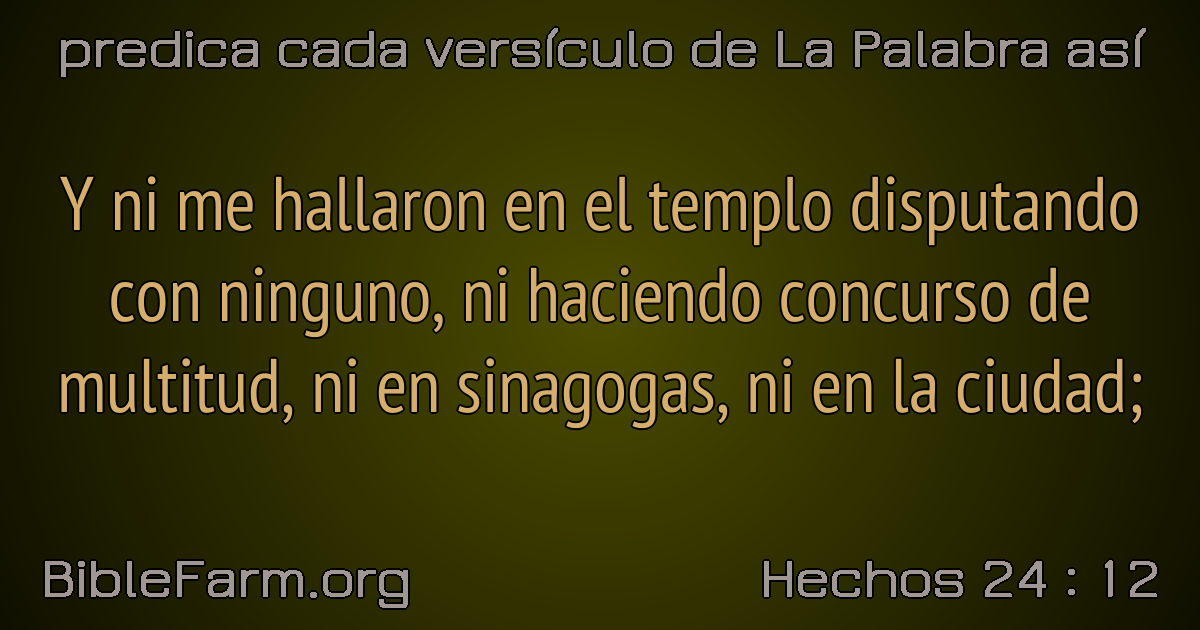 predica cada versículo de La Palabra así
Y ni me hallaron en el templo disputando
con ninguno, ni haciendo concurso de
multitud, ni en sinagogas, ni en la ciudad;
BibleFarm.org
Hechos 24 : 12